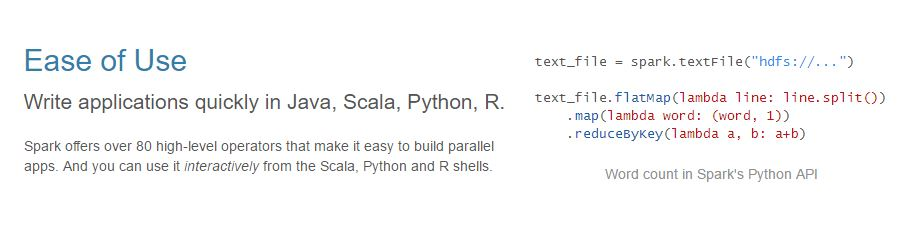 Ease of Use
Write applications quickly in Java, Scala, Python, R.
Spark offers over 80 high-level operators that make it easy to build parallel
apps. And you can use it interactively from the Scala, Python and R shells.
text_file = spark.textFile("hdfs://...")
text_file.flatMap(lambda line: line.split())
    .map(lambda word: (word, 1))
    .reduceByKey(lambda a, b: a+b)
Word count in Spark's Python API